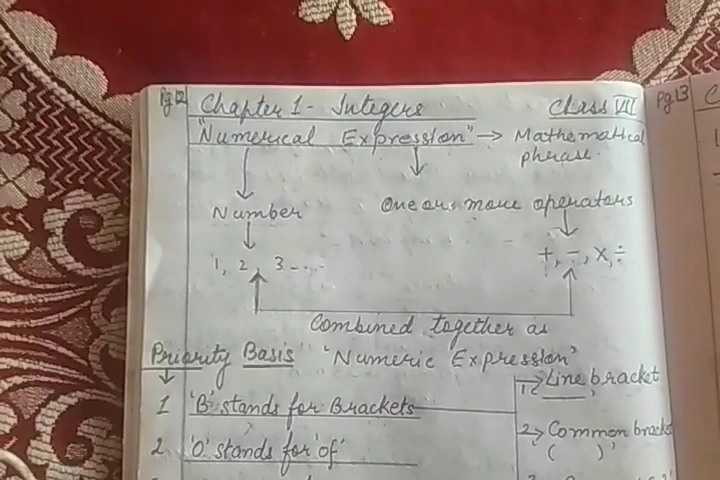 Pg 12 Chapter 1 - Integers Class VII
"Numerical Expression" → Mathematical
phrase.
Number One or more operators
1, 2, 3 -...
+, -, x, ÷
Combined together as
Priority Basis 'Numeric Expression'
1 'B' stands for Brackets
1→ Line bracket
2. 'O' stands for 'of'
2→ Common bracke
( )'
Pg 13 C